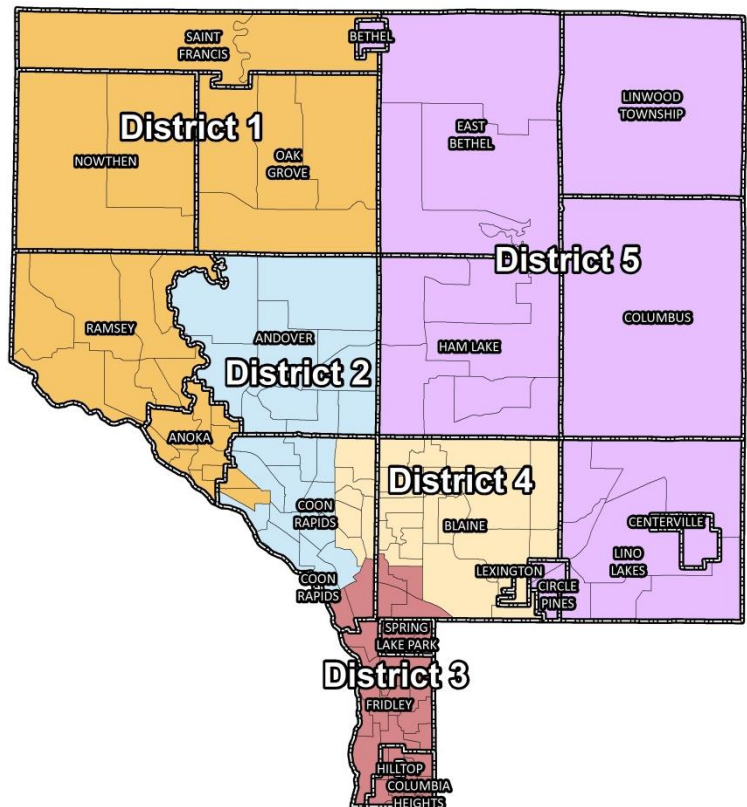 SAINT
FRANCIS
BETHEL
LINWOOD
TOWNSHIP
District 1
EAST
BETHEL
NOWTHEN
OAK
GROVE
District 5
RAMSEY
ANDOVER
HAM LAKE
COLUMBUS
District 2
ANOKA
District 4
COON
RAPIDS
BLAINE
CENTERVILLE
LINO
LAKES
LEXINGTON
CIRCLE
PINES
COON
RAPIDS
SPRING
LAKE PARK
District 3
FRIDLEY
HILLTOP
COLUMBIA
HEIGHTS